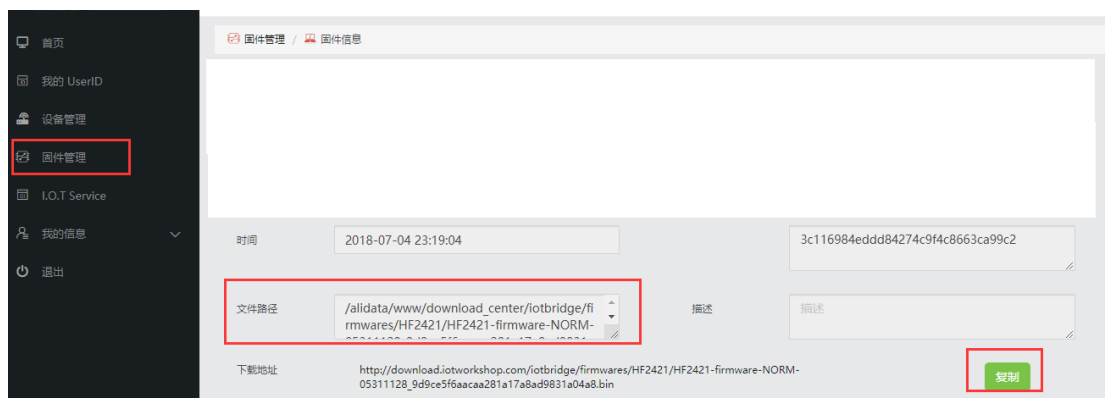 首页
我的 UserID
设备管理
固件管理
I.O.T Service
我的信息
退出
固件管理 / 固件信息
时间
2018-07-04 23:19:04
3c116984eddd84274c9f4c8663ca99c2
文件路径
/alidata/www/download_center/iotbridge/fi
rmwares/HF2421/HF2421-firmware-NORM-
描述
描述
下载地址
http://download.iotworkshop.com/iotbridge/firmwares/HF2421/HF2421-firmware-NORM-
05311128_9d9ce5f6aacaa281a17a8ad9831a04a8.bin
复制